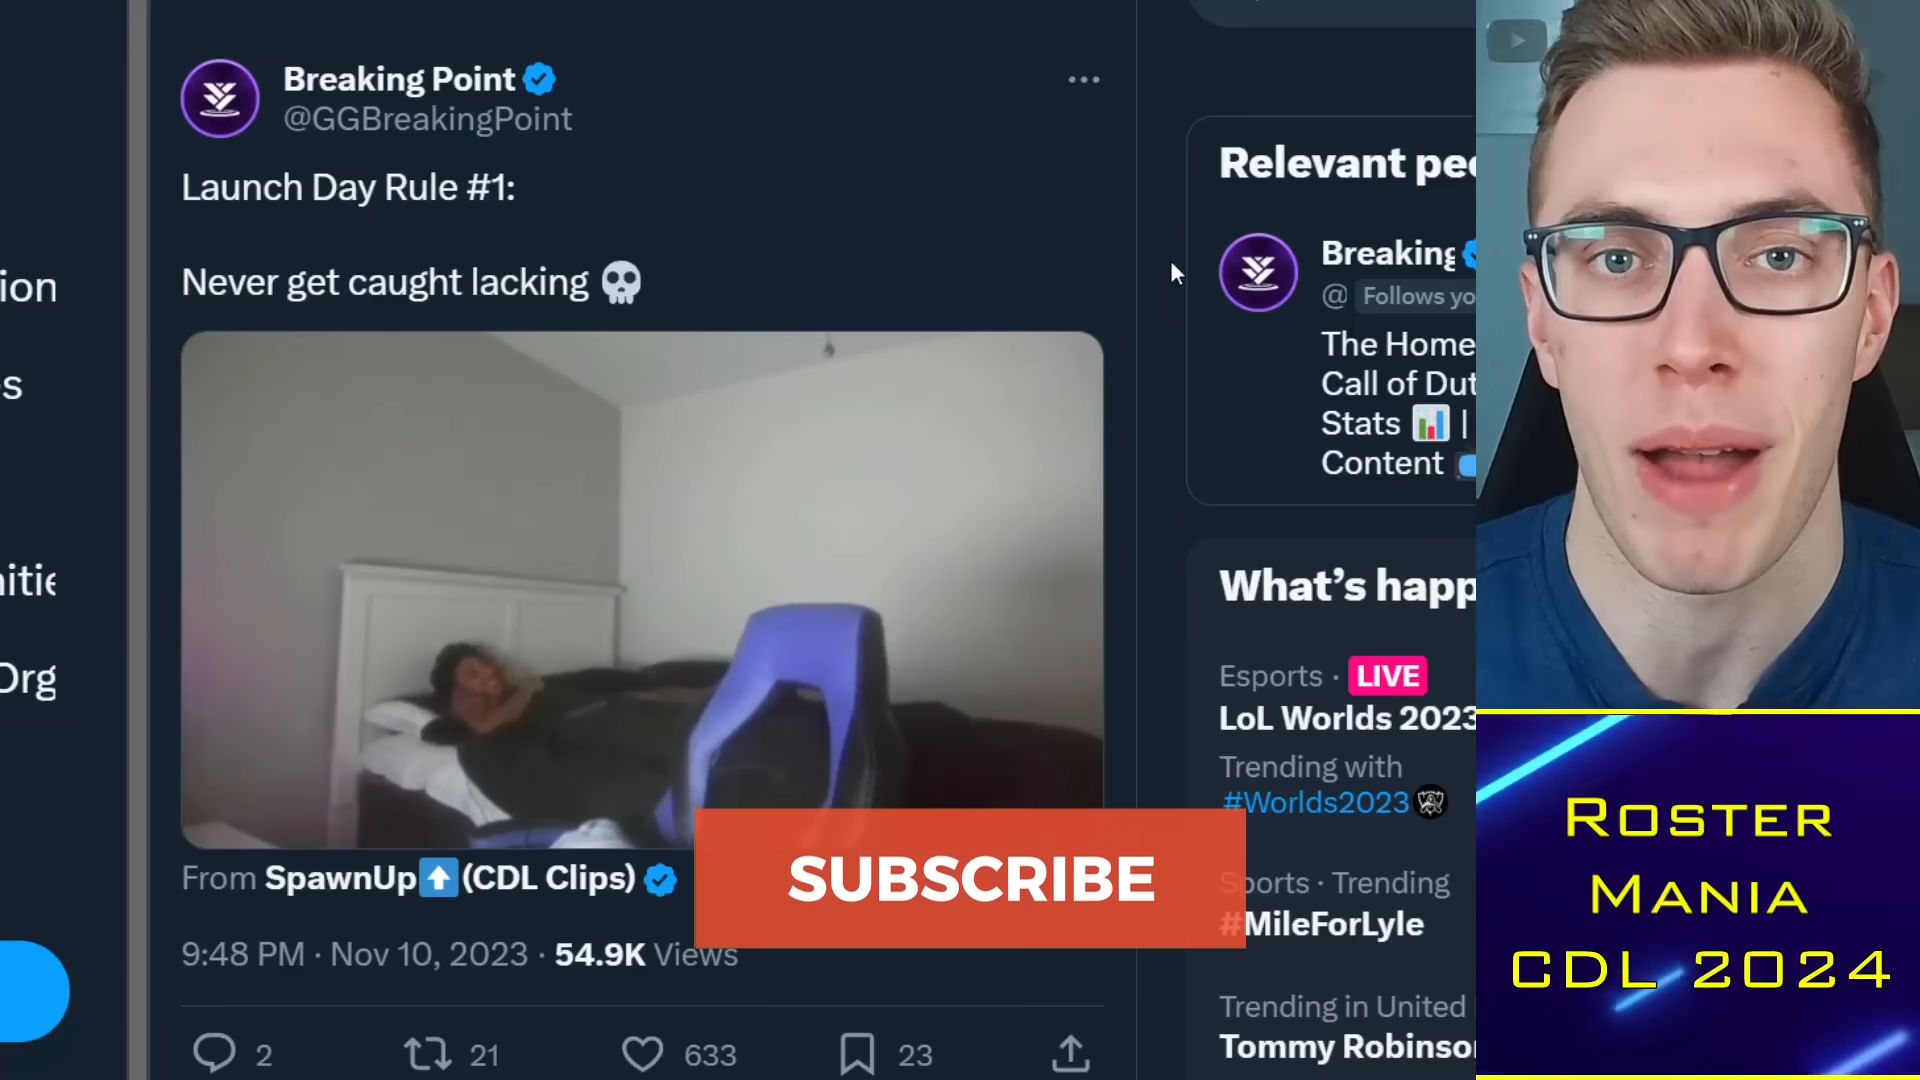 ion
s
nitie
Org
Breaking Point
@GGBreakingPoint
Launch Day Rule #1:
Never get caught lacking 💀
From SpawnUp⬆️(CDL Clips)
9:48 PM · Nov 10, 2023 · 54.9K Views
2
21
633
23
SUBSCRIBE
Relevant peo
Breaking
@ Follows yo
The Home
Call of Dut
Stats 📊 |
Content
What's happ
Esports · LIVE
LoL Worlds 2023
Trending with
#Worlds2023
Sports · Trending
#MileForLyle
Trending in United
Tommy Robinso
ROSTER
MANIA
CDL 2024